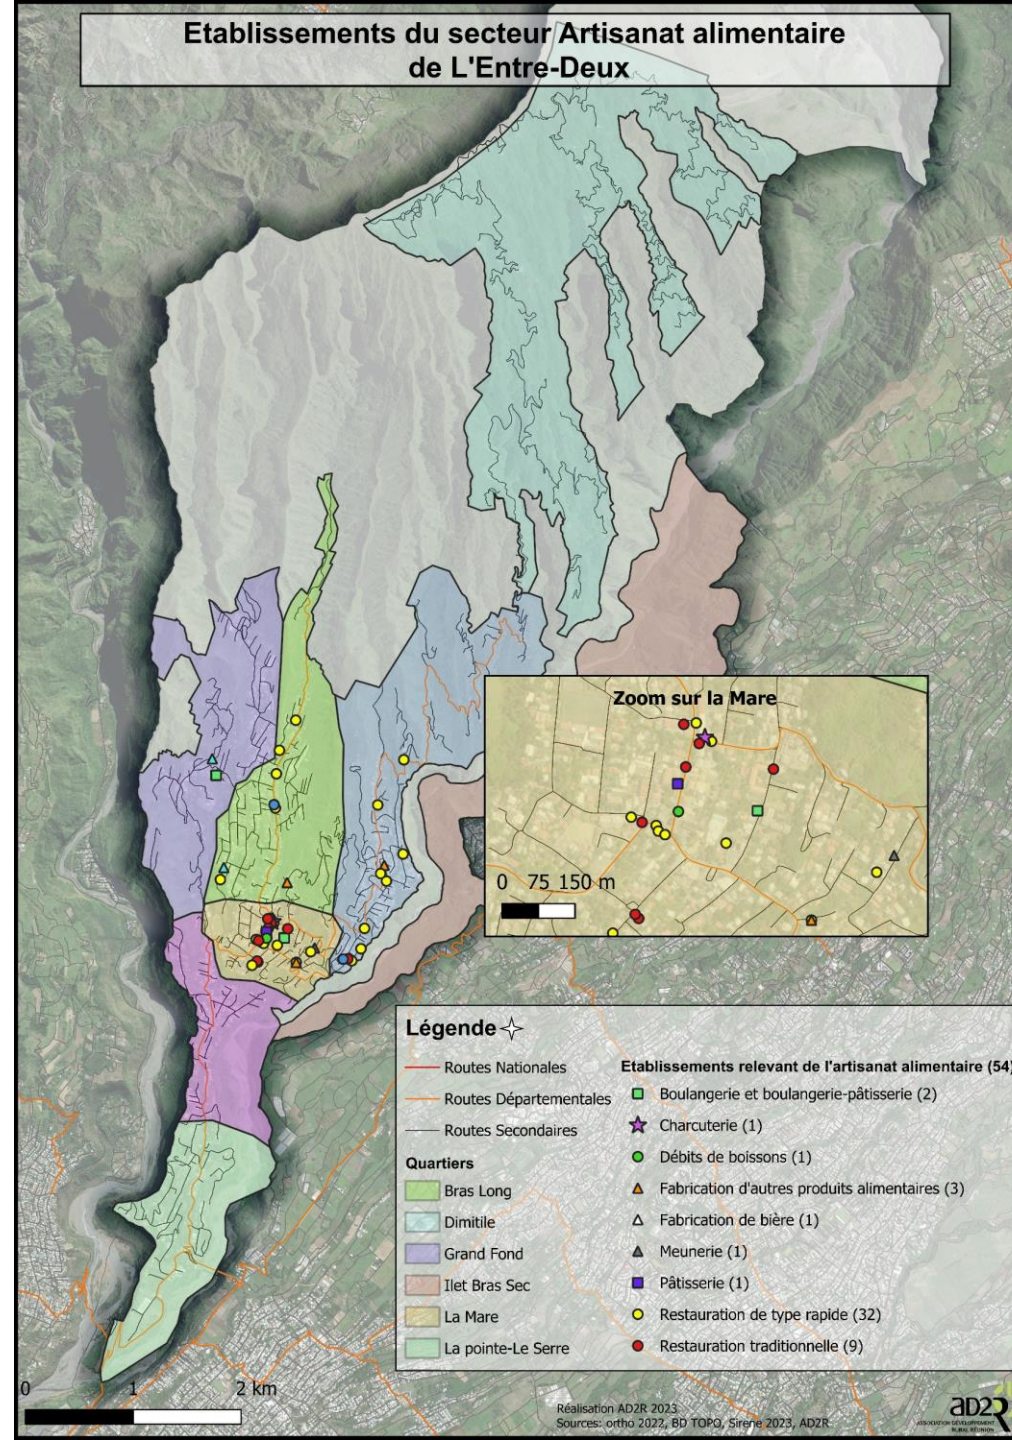 Etablissements du secteur Artisanat alimentaire
de L'Entre-Deux
Zoom sur la Mare
0 75 150 m
Légende
Routes Nationales
Routes Départementales
Routes Secondaires
Quartiers
Bras Long
Dimitile
Grand Fond
Ilet Bras Sec
La Mare
La pointe-Le Serre
Etablissements relevant de l'artisanat alimentaire (54)
Boulangerie et boulangerie-pâtisserie (2)
Charcuterie (1)
Débits de boissons (1)
Fabrication d'autres produits alimentaires (3)
Fabrication de bière (1)
Meunerie (1)
Pâtisserie (1)
Restauration de type rapide (32)
Restauration traditionnelle (9)
0 1 2 km
Réalisation AD2R 2023
Sources: ortho 2022, BD TOPO, Sirene 2023, AD2R
AD2R
ASSOCIATION DÉVELOPPEMENT
RURAL RÉUNION